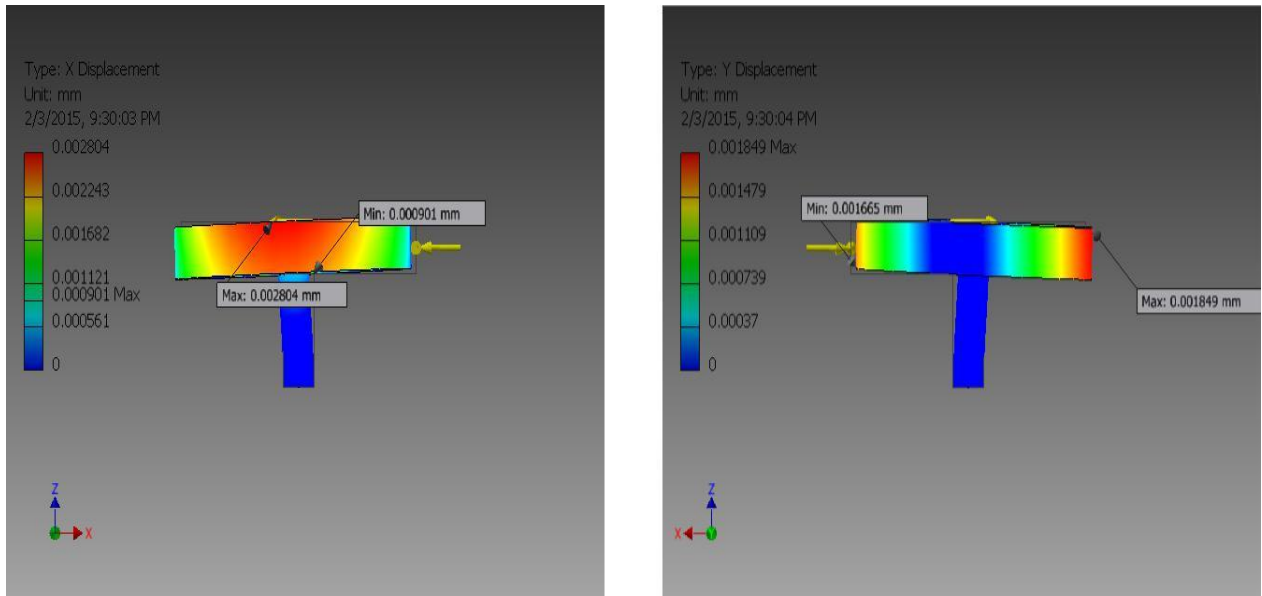 Type: X Displacement
Unit: mm
2/3/2015, 9:30:03 PM
0.002804
0.002243
0.001682
0.001121
0.000901 Max
0.000561
0
Min: 0.000901 mm
Max: 0.002804 mm
Z
X
Type: Y Displacement
Unit: mm
2/3/2015, 9:30:04 PM
0.001849 Max
0.001479
0.001109
0.000739
0.00037
0
Min: 0.001665 mm
Max: 0.001849 mm
Z
X
Y